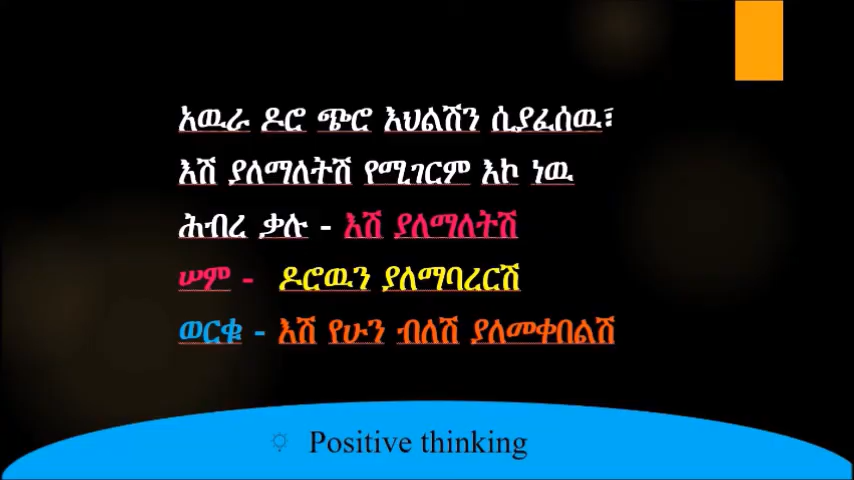 አዉራ ዶሮ ጭሮ እህልሽን ሲያፈሰዉ፣
እሽ ያለማለትሽ የሚገርም እኮ ነዉ
ሕብረ ቃሉ - እሽ ያለማለትሽ
ሠም - ዶሮዉን ያለማባረርሽ
ወርቁ - እሽ የሁን ብለሽ ያለመቀበልሽ
Positive thinking